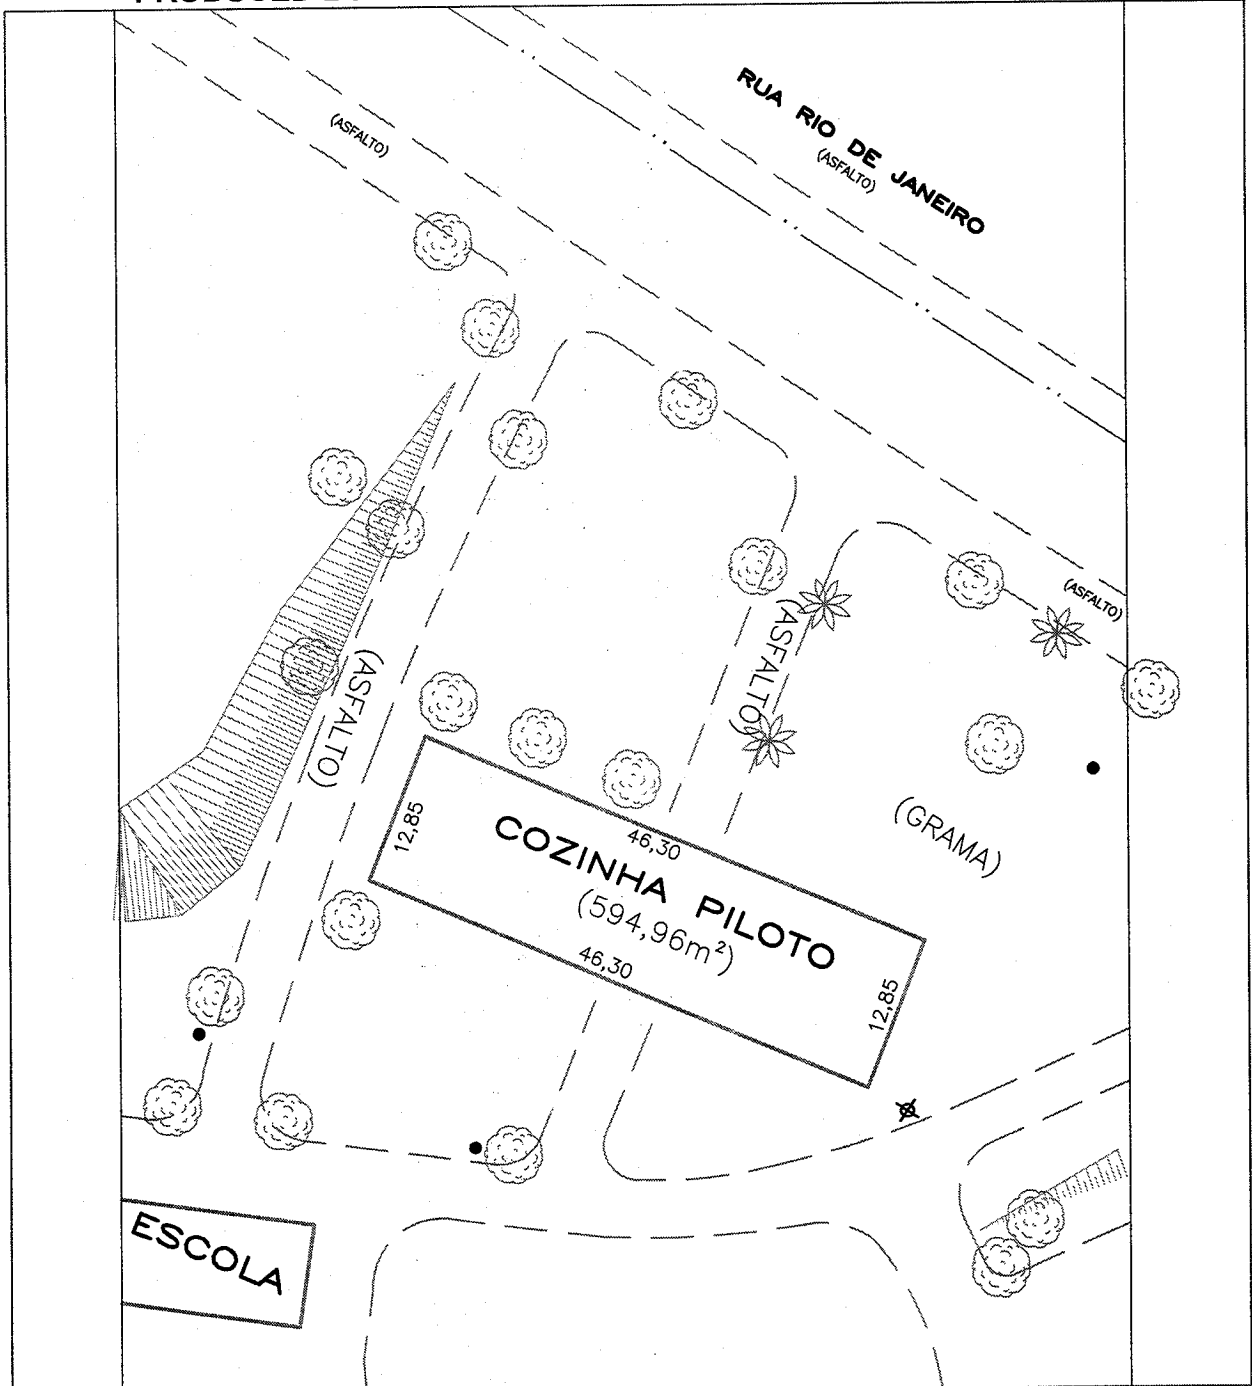 RUA RIO DE JANEIRO
(ASFALTO)
(ASFALTO)
(ASFALTO)
(ASFALTO)
(ASFALTO)
(GRAMA)
12,85
46,30
COZINHA PILOTO
(594,96m²)
46,30
12,85
ESCOLA